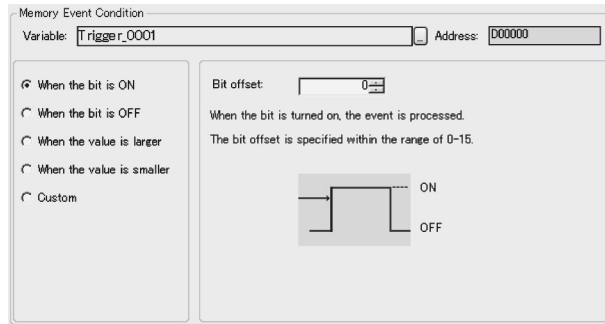 Memory Event Condition
Variable: Trigger_0001 ... Address: D00000
When the bit is ON
When the bit is OFF
When the value is larger
When the value is smaller
Custom
Bit offset: 0
When the bit is turned on, the event is processed.
The bit offset is specified within the range of 0-15.
ON
OFF